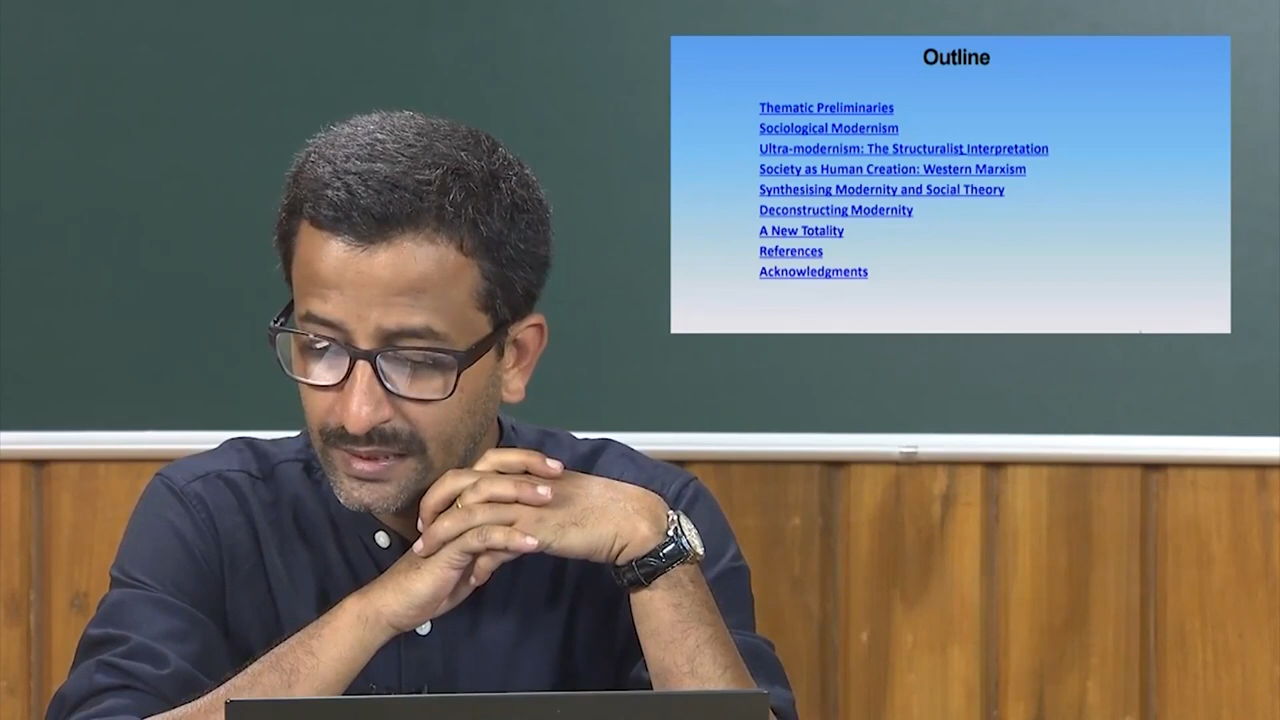 Outline
Thematic Preliminaries
Sociological Modernism
Ultra-modernism: The Structuralist Interpretation
Society as Human Creation: Western Marxism
Synthesising Modernity and Social Theory
Deconstructing Modernity
A New Totality
References
Acknowledgments